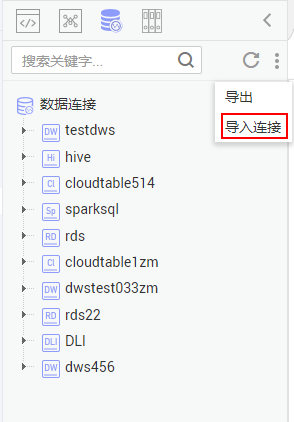 搜索关键字...
导出
导入连接
数据连接
DW testdws
Hi hive
Cl cloudtable514
Sp sparksql
RD rds
Cl cloudtable1zm
DW dwstest033zm
RD rds22
DLI DLI
DW dws456